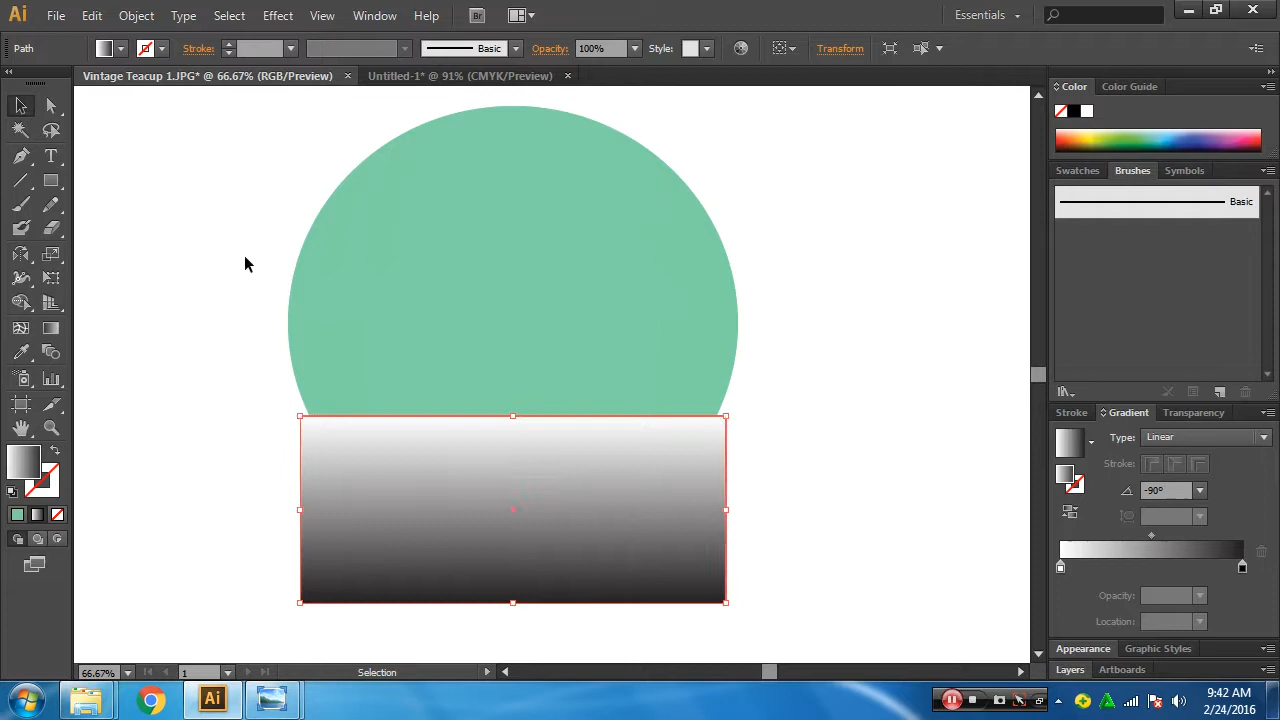 Ai File Edit Object Type Select Effect View Window Help Br Essentials
Path Stroke: Basic Opacity: 100% Style: Transform
Vintage Teacup 1.JPG* @ 66.67% (RGB/Preview) × Untitled-1* @ 91% (CMYK/Preview) ×
Color Color Guide
Swatches Brushes Symbols
Basic
Stroke Gradient Transparency
Type: Linear
Stroke:
-90°
Opacity:
Location:
Appearance Graphic Styles
Layers Artboards
66.67% 1 Selection
Ai
9:42 AM
2/24/2016